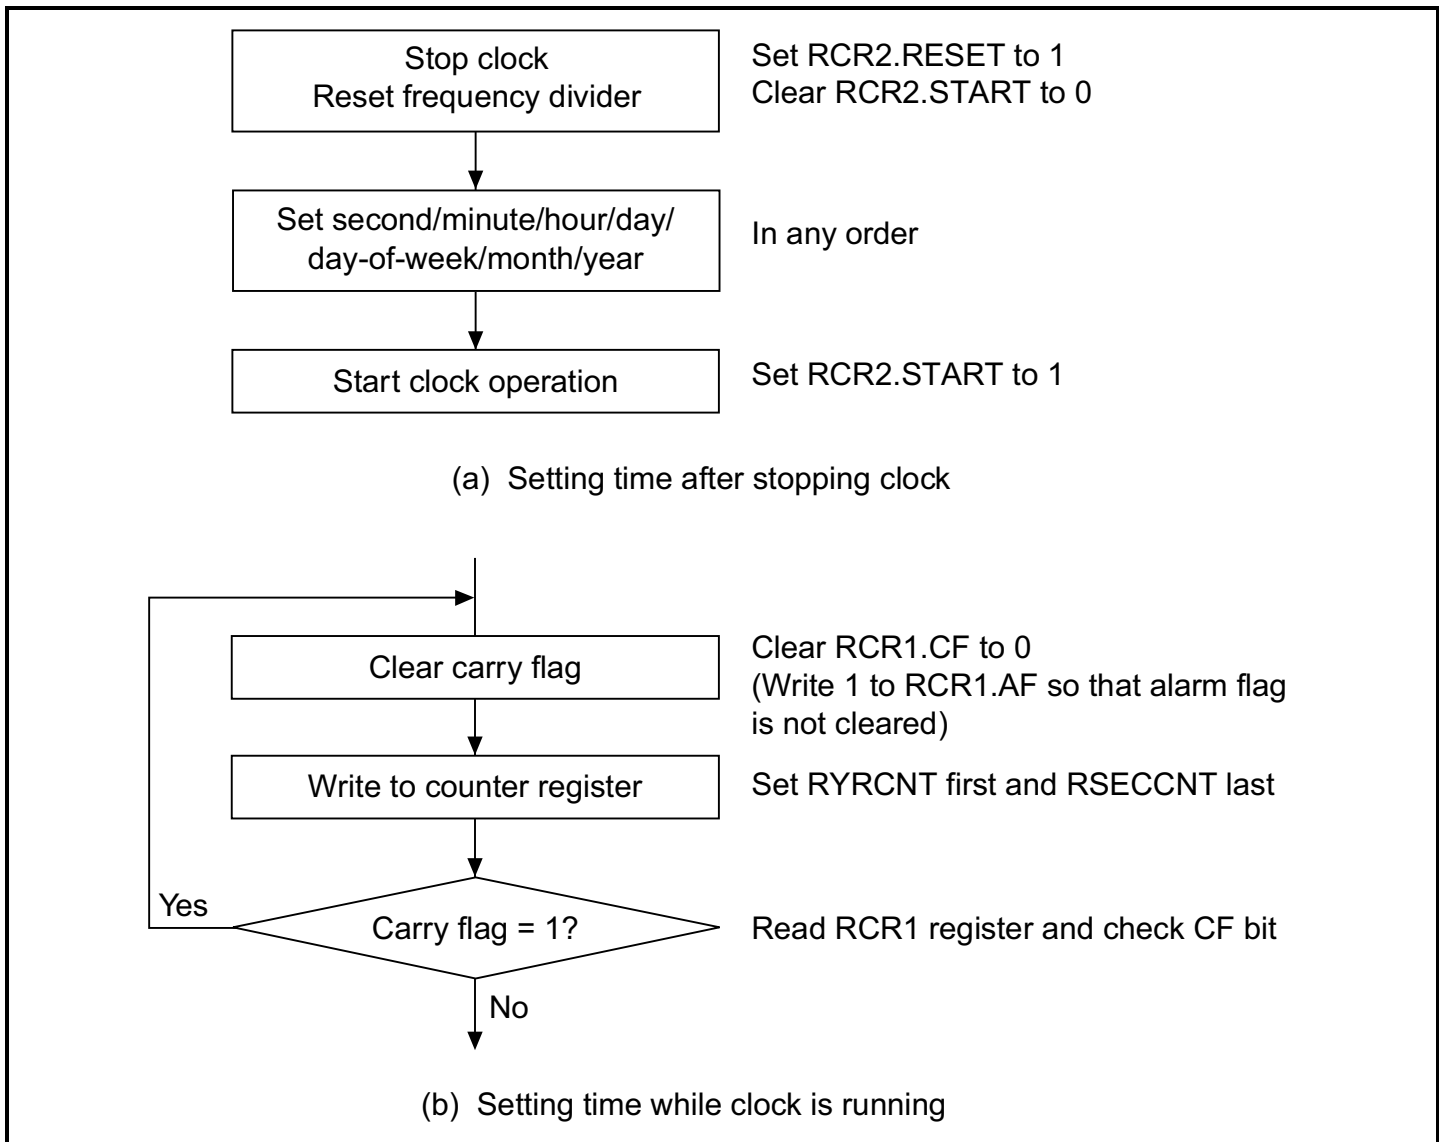 Stop clock
Reset frequency divider
Set RCR2.RESET to 1
Clear RCR2.START to 0
Set second/minute/hour/day/
day-of-week/month/year
In any order
Start clock operation
Set RCR2.START to 1
(a) Setting time after stopping clock
Clear carry flag
Clear RCR1.CF to 0
(Write 1 to RCR1.AF so that alarm flag
is not cleared)
Write to counter register
Set RYRCNT first and RSECCNT last
Yes
Carry flag = 1?
Read RCR1 register and check CF bit
No
(b) Setting time while clock is running